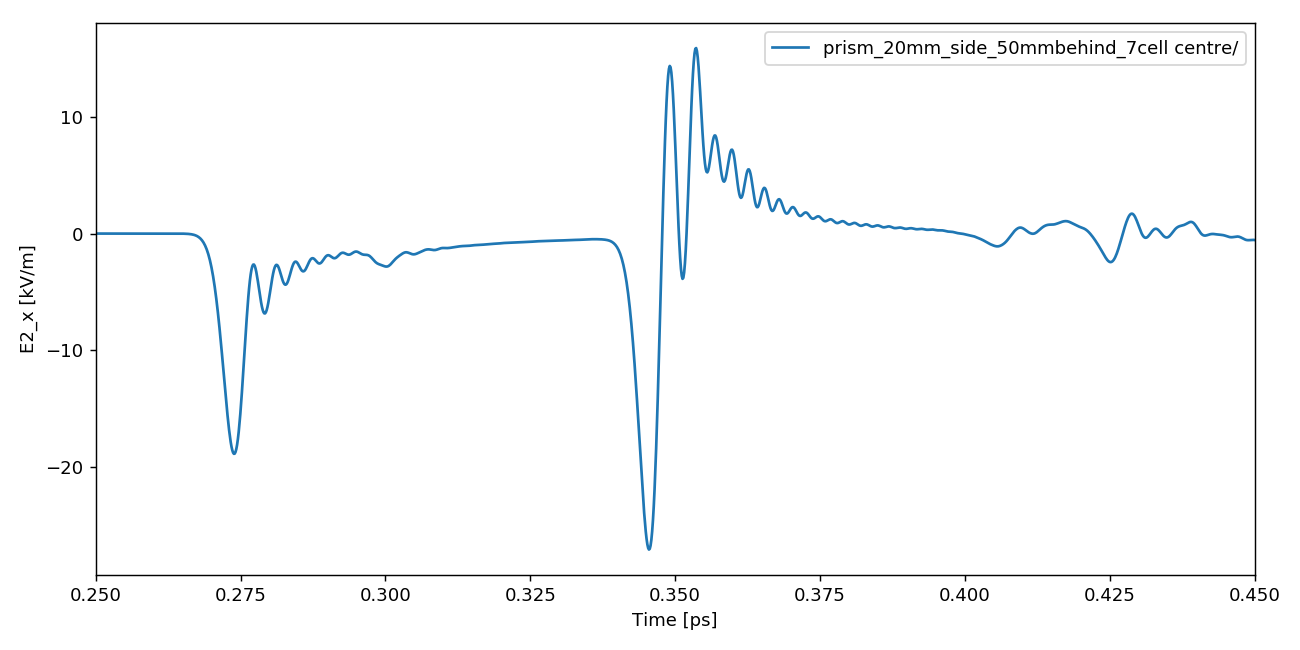 prism_20mm_side_50mmbehind_7cell centre/
E2_x [kV/m]
10
0
−10
−20
0.250 0.275 0.300 0.325 0.350 0.375 0.400 0.425 0.450
Time [ps]